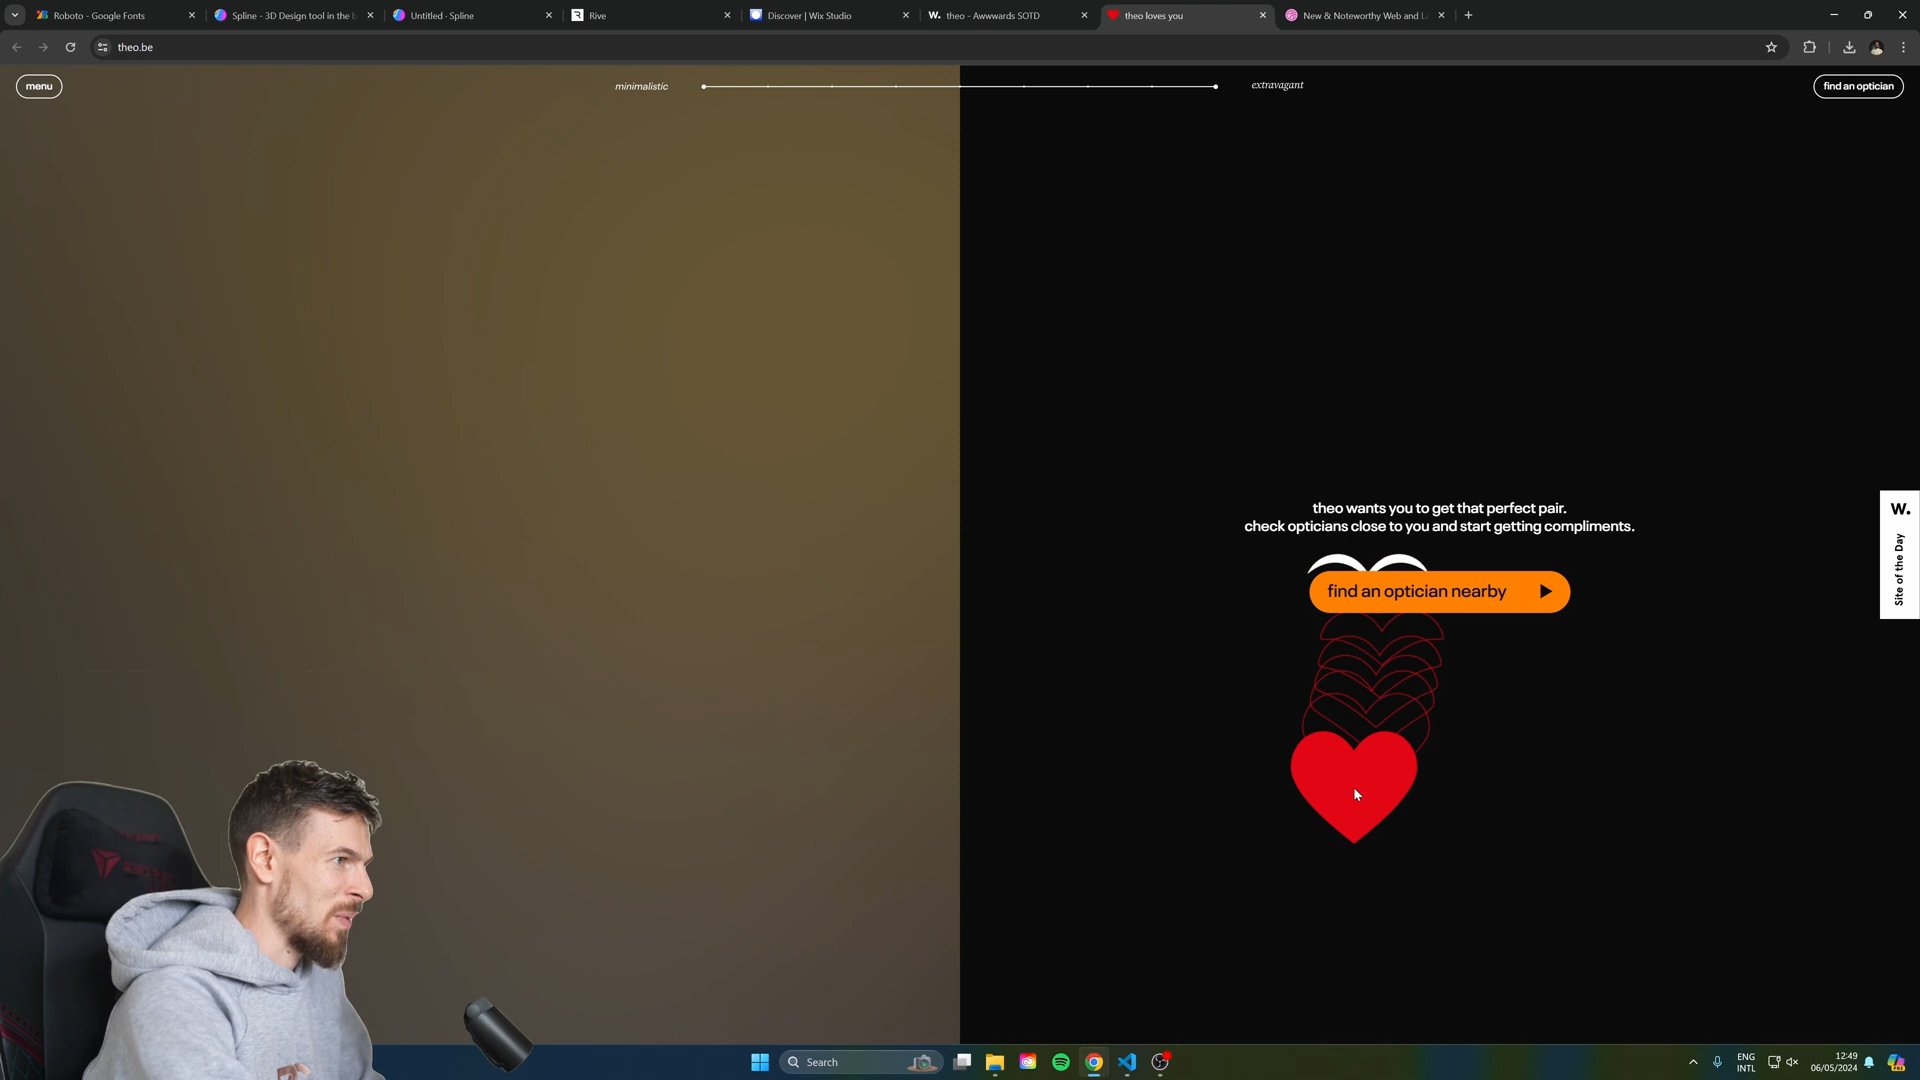 Roboto - Google Fonts
Spline - 3D Design tool in the b
Untitled - Spline
Rive
Discover | Wix Studio
W. theo - Awwwards SOTD
theo loves you
New & Noteworthy Web and L
theo.be
menu
minimalistic
extravagant
find an optician
theo wants you to get that perfect pair.
check opticians close to you and start getting compliments.
find an optician nearby
W.
Site of the Day
Search
ENG
INTL
12:49
06/05/2024